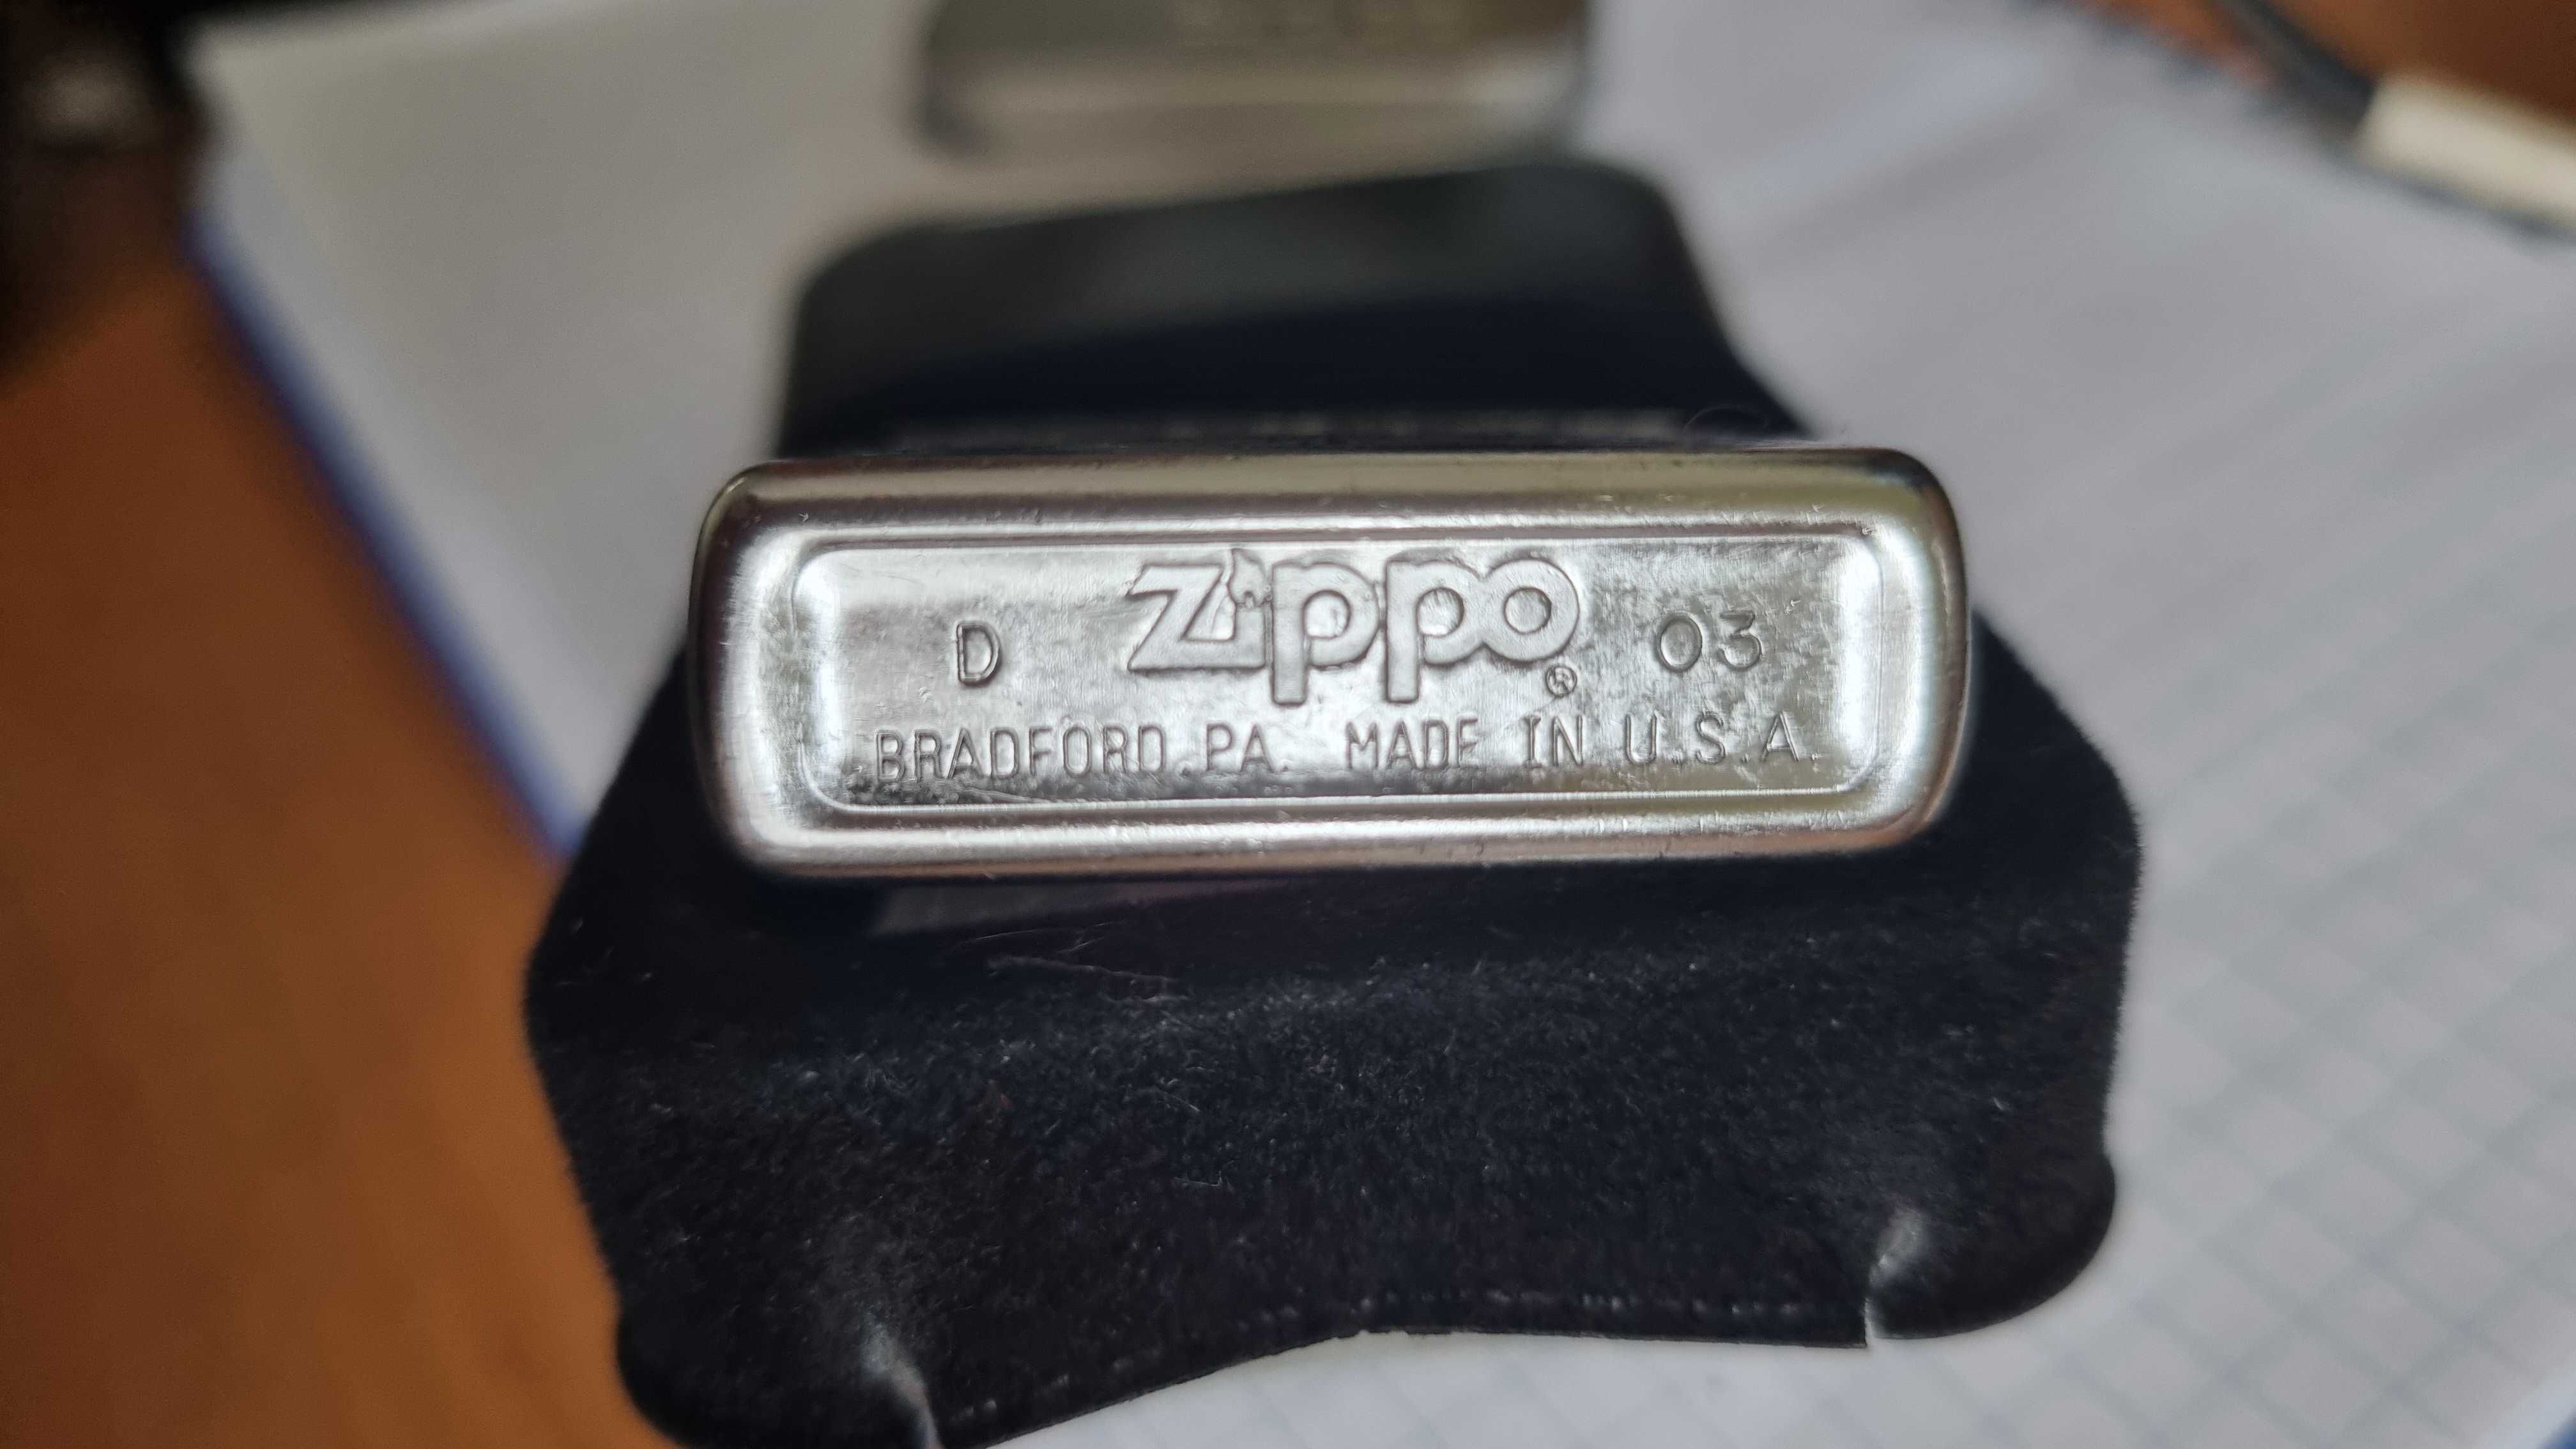 D Zippo® 03
BRADFORD.PA. MADE IN U.S.A.